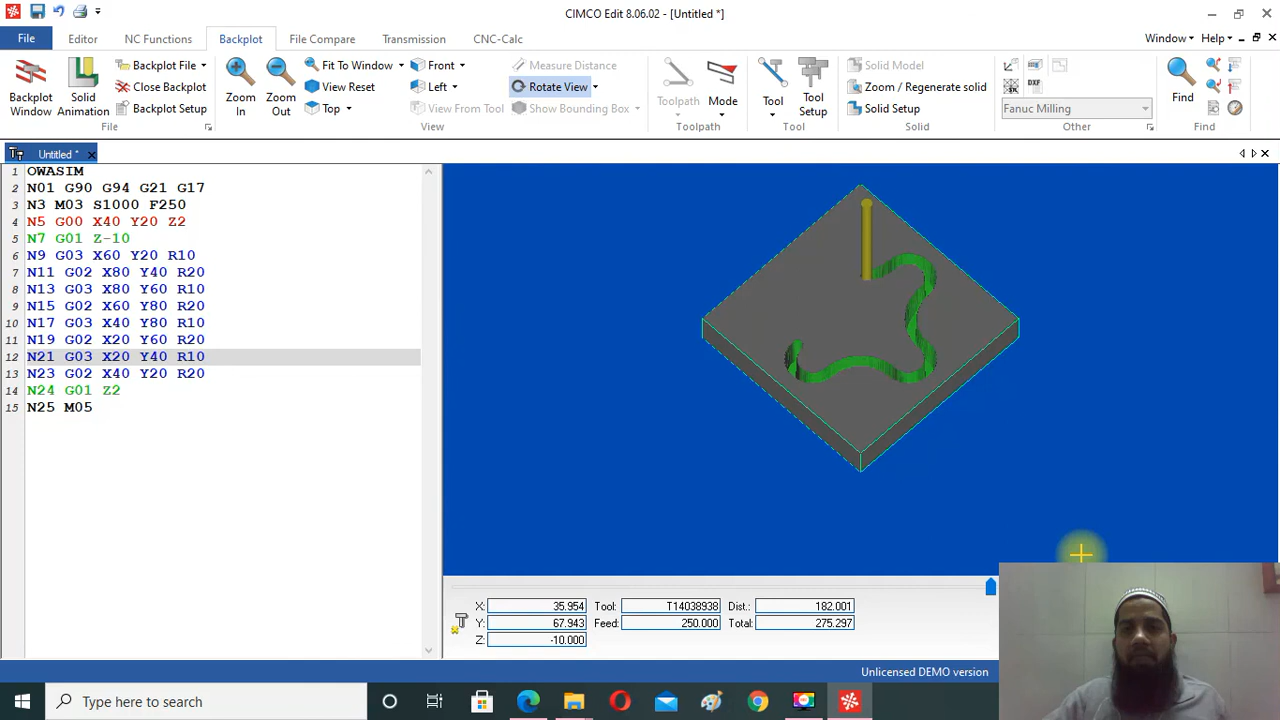 CIMCO Edit 8.06.02 - [Untitled *]
File Editor NC Functions Backplot File Compare Transmission CNC-Calc Window Help
Backplot Window
Solid Animation
Backplot File
Close Backplot
Backplot Setup
File
Zoom In
Zoom Out
Fit To Window
View Reset
Top
Front
Left
View From Tool
Measure Distance
Rotate View
Show Bounding Box
View
Toolpath
Mode
Toolpath
Tool
Tool Setup
Tool
Solid Model
Zoom / Regenerate solid
Solid Setup
Solid
DXF
Fanuc Milling
Other
Find
Find
Untitled *
1 OWASIM
2 N01 G90 G94 G21 G17
3 N3 M03 S1000 F250
4 N5 G00 X40 Y20 Z2
5 N7 G01 Z-10
6 N9 G03 X60 Y20 R10
7 N11 G02 X80 Y40 R20
8 N13 G03 X80 Y60 R10
9 N15 G02 X60 Y80 R20
10 N17 G03 X40 Y80 R10
11 N19 G02 X20 Y60 R20
12 N21 G03 X20 Y40 R10
13 N23 G02 X40 Y20 R20
14 N24 G01 Z2
15 N25 M05
X: 35.954 Tool: T14038938 Dist.: 182.001
Y: 67.943 Feed: 250.000 Total: 275.297
Z: -10.000
Unlicensed DEMO version
Type here to search